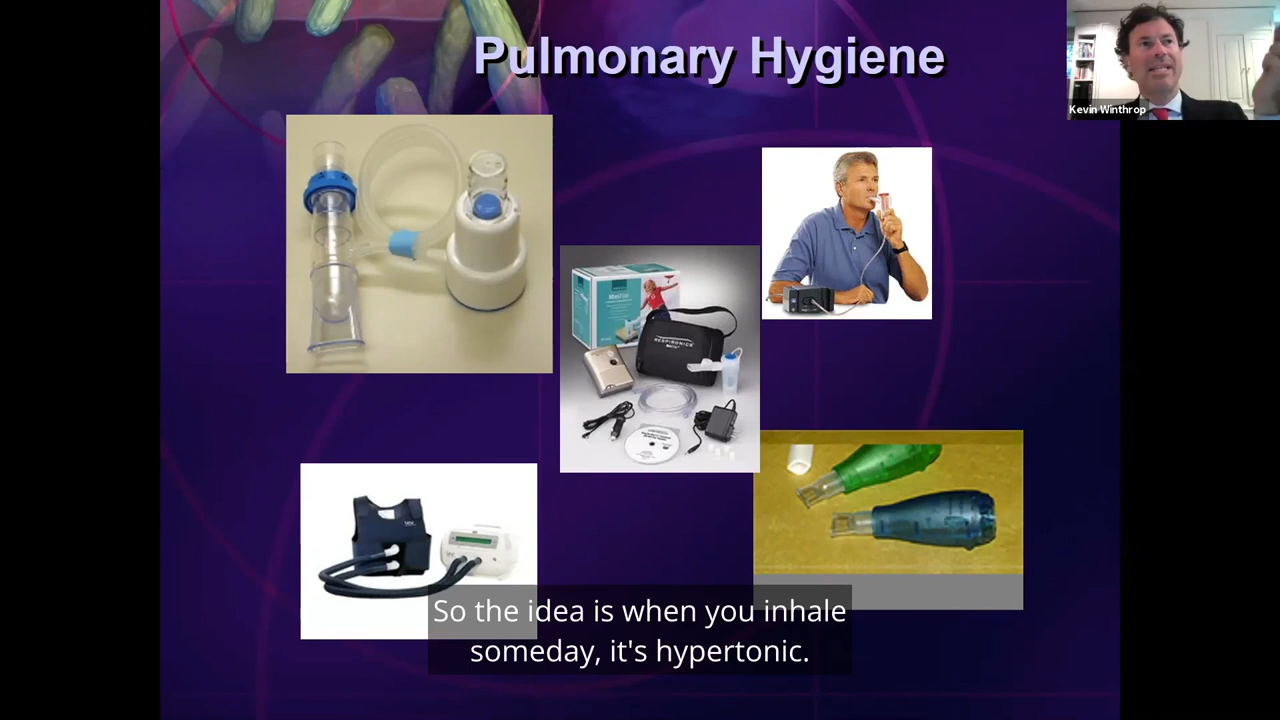 Pulmonary Hygiene
Kevin Winthrop
RESPIRONICS
So the idea is when you inhale
someday, it's hypertonic.